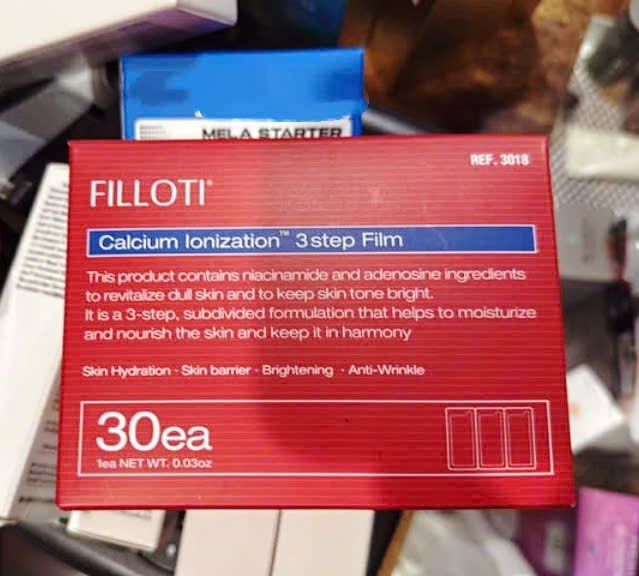 MELA STARTER
REF. 3018
FILLOTI®
Calcium Ionization™ 3 step Film
This product contains niacinamide and adenosine ingredients
to revitalize dull skin and to keep skin tone bright.
It is a 3-step, subdivided formulation that helps to moisturize
and nourish the skin and keep it in harmony
Skin Hydration · Skin barrier · Brightening · Anti-Wrinkle
30ea
1ea NET WT. 0.03oz